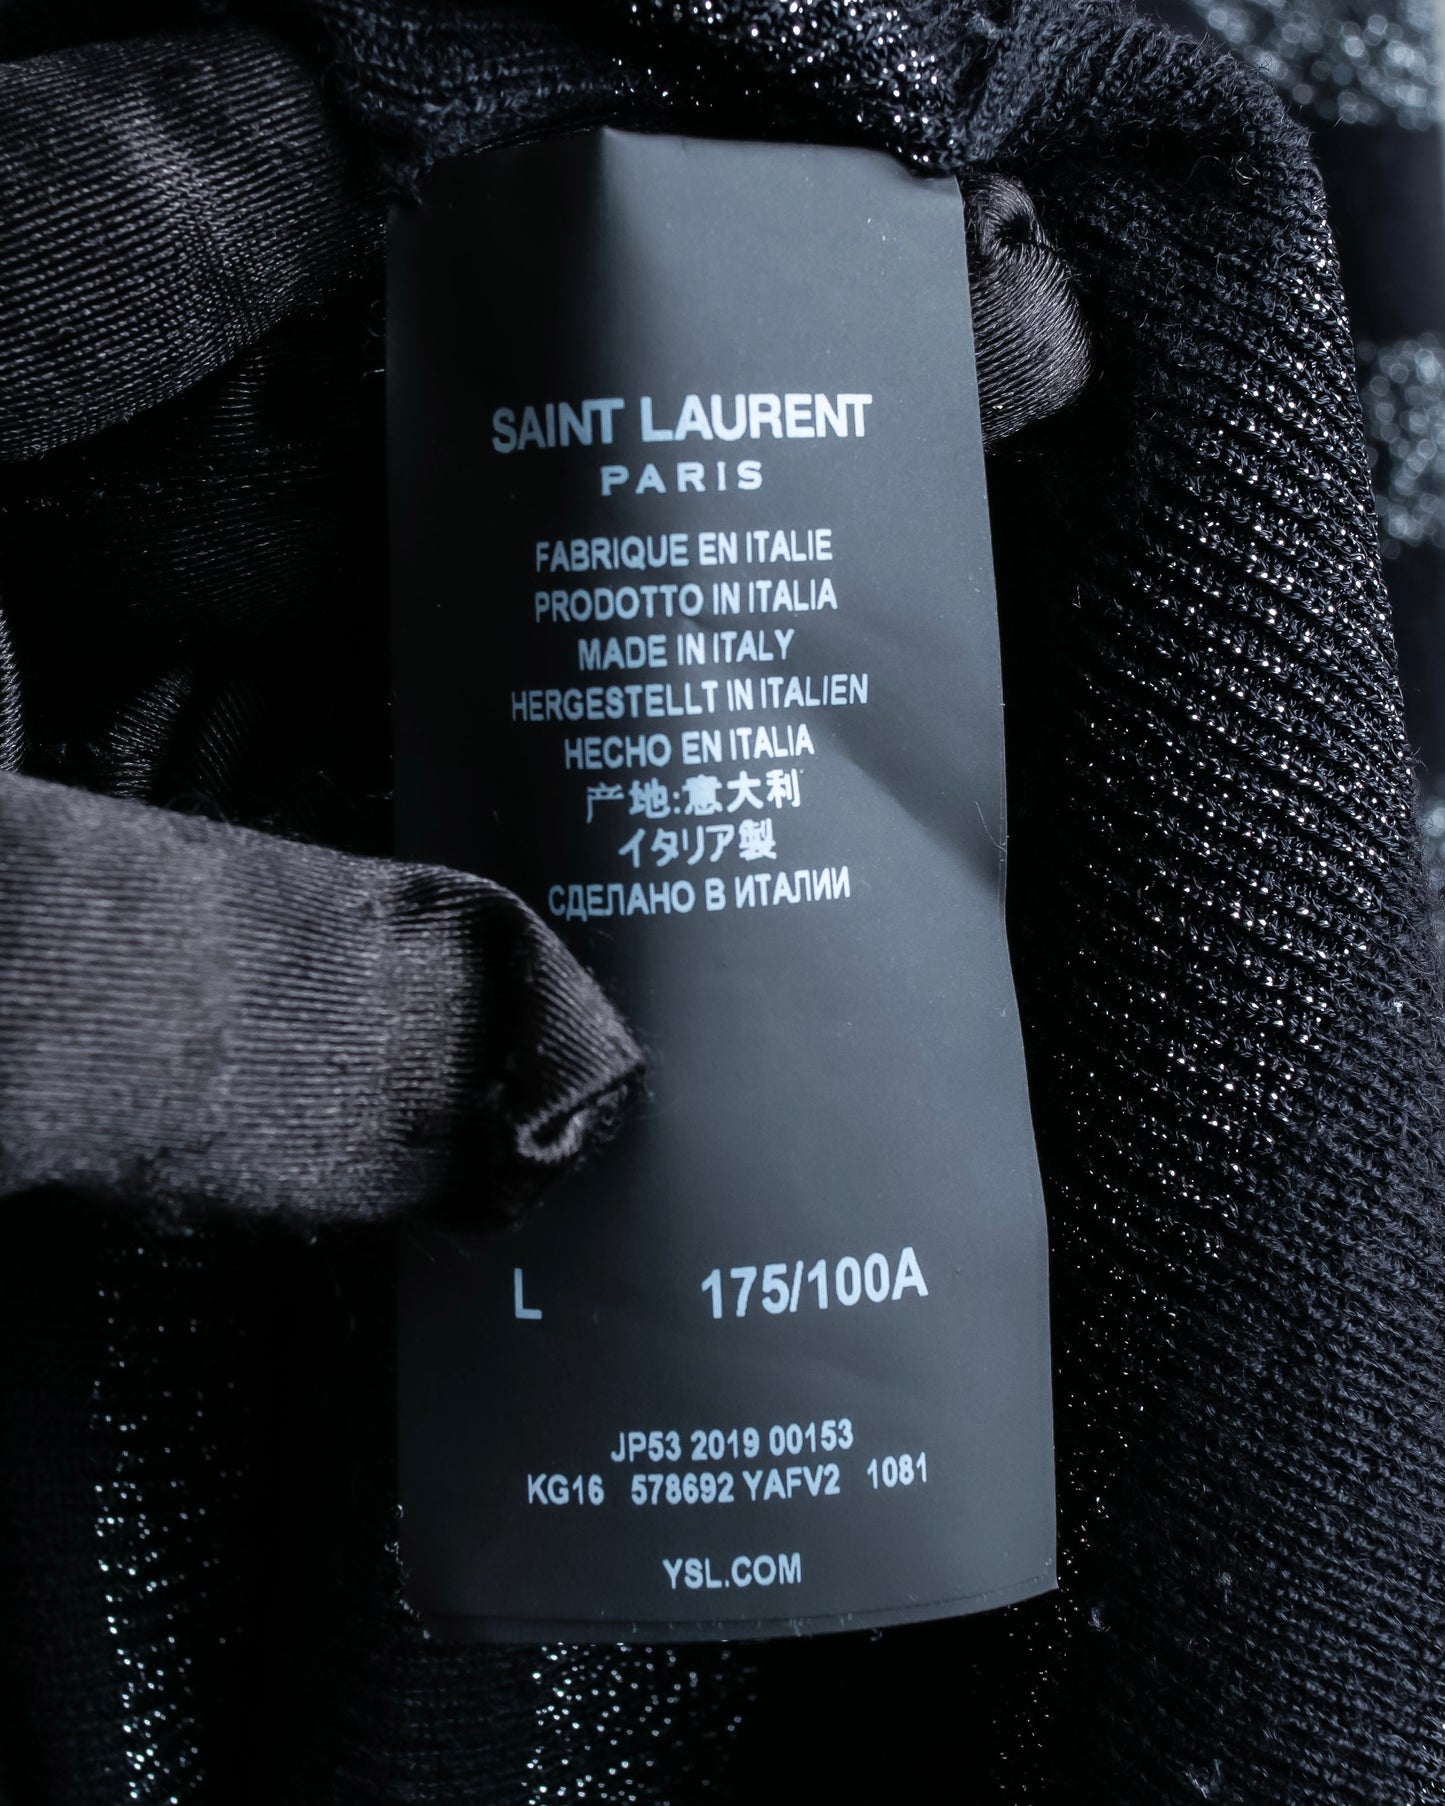 SAINT LAURENT
PARIS
FABRIQUE EN ITALIE
PRODOTTO IN ITALIA
MADE IN ITALY
HERGESTELLT IN ITALIEN
HECHO EN ITALIA
产地:意大利
イタリア製
СДЕЛАНО В ИТАЛИИ
L 175/100A
JP53 2019 00153
KG16 578692 YAFV2 1081
YSL.COM